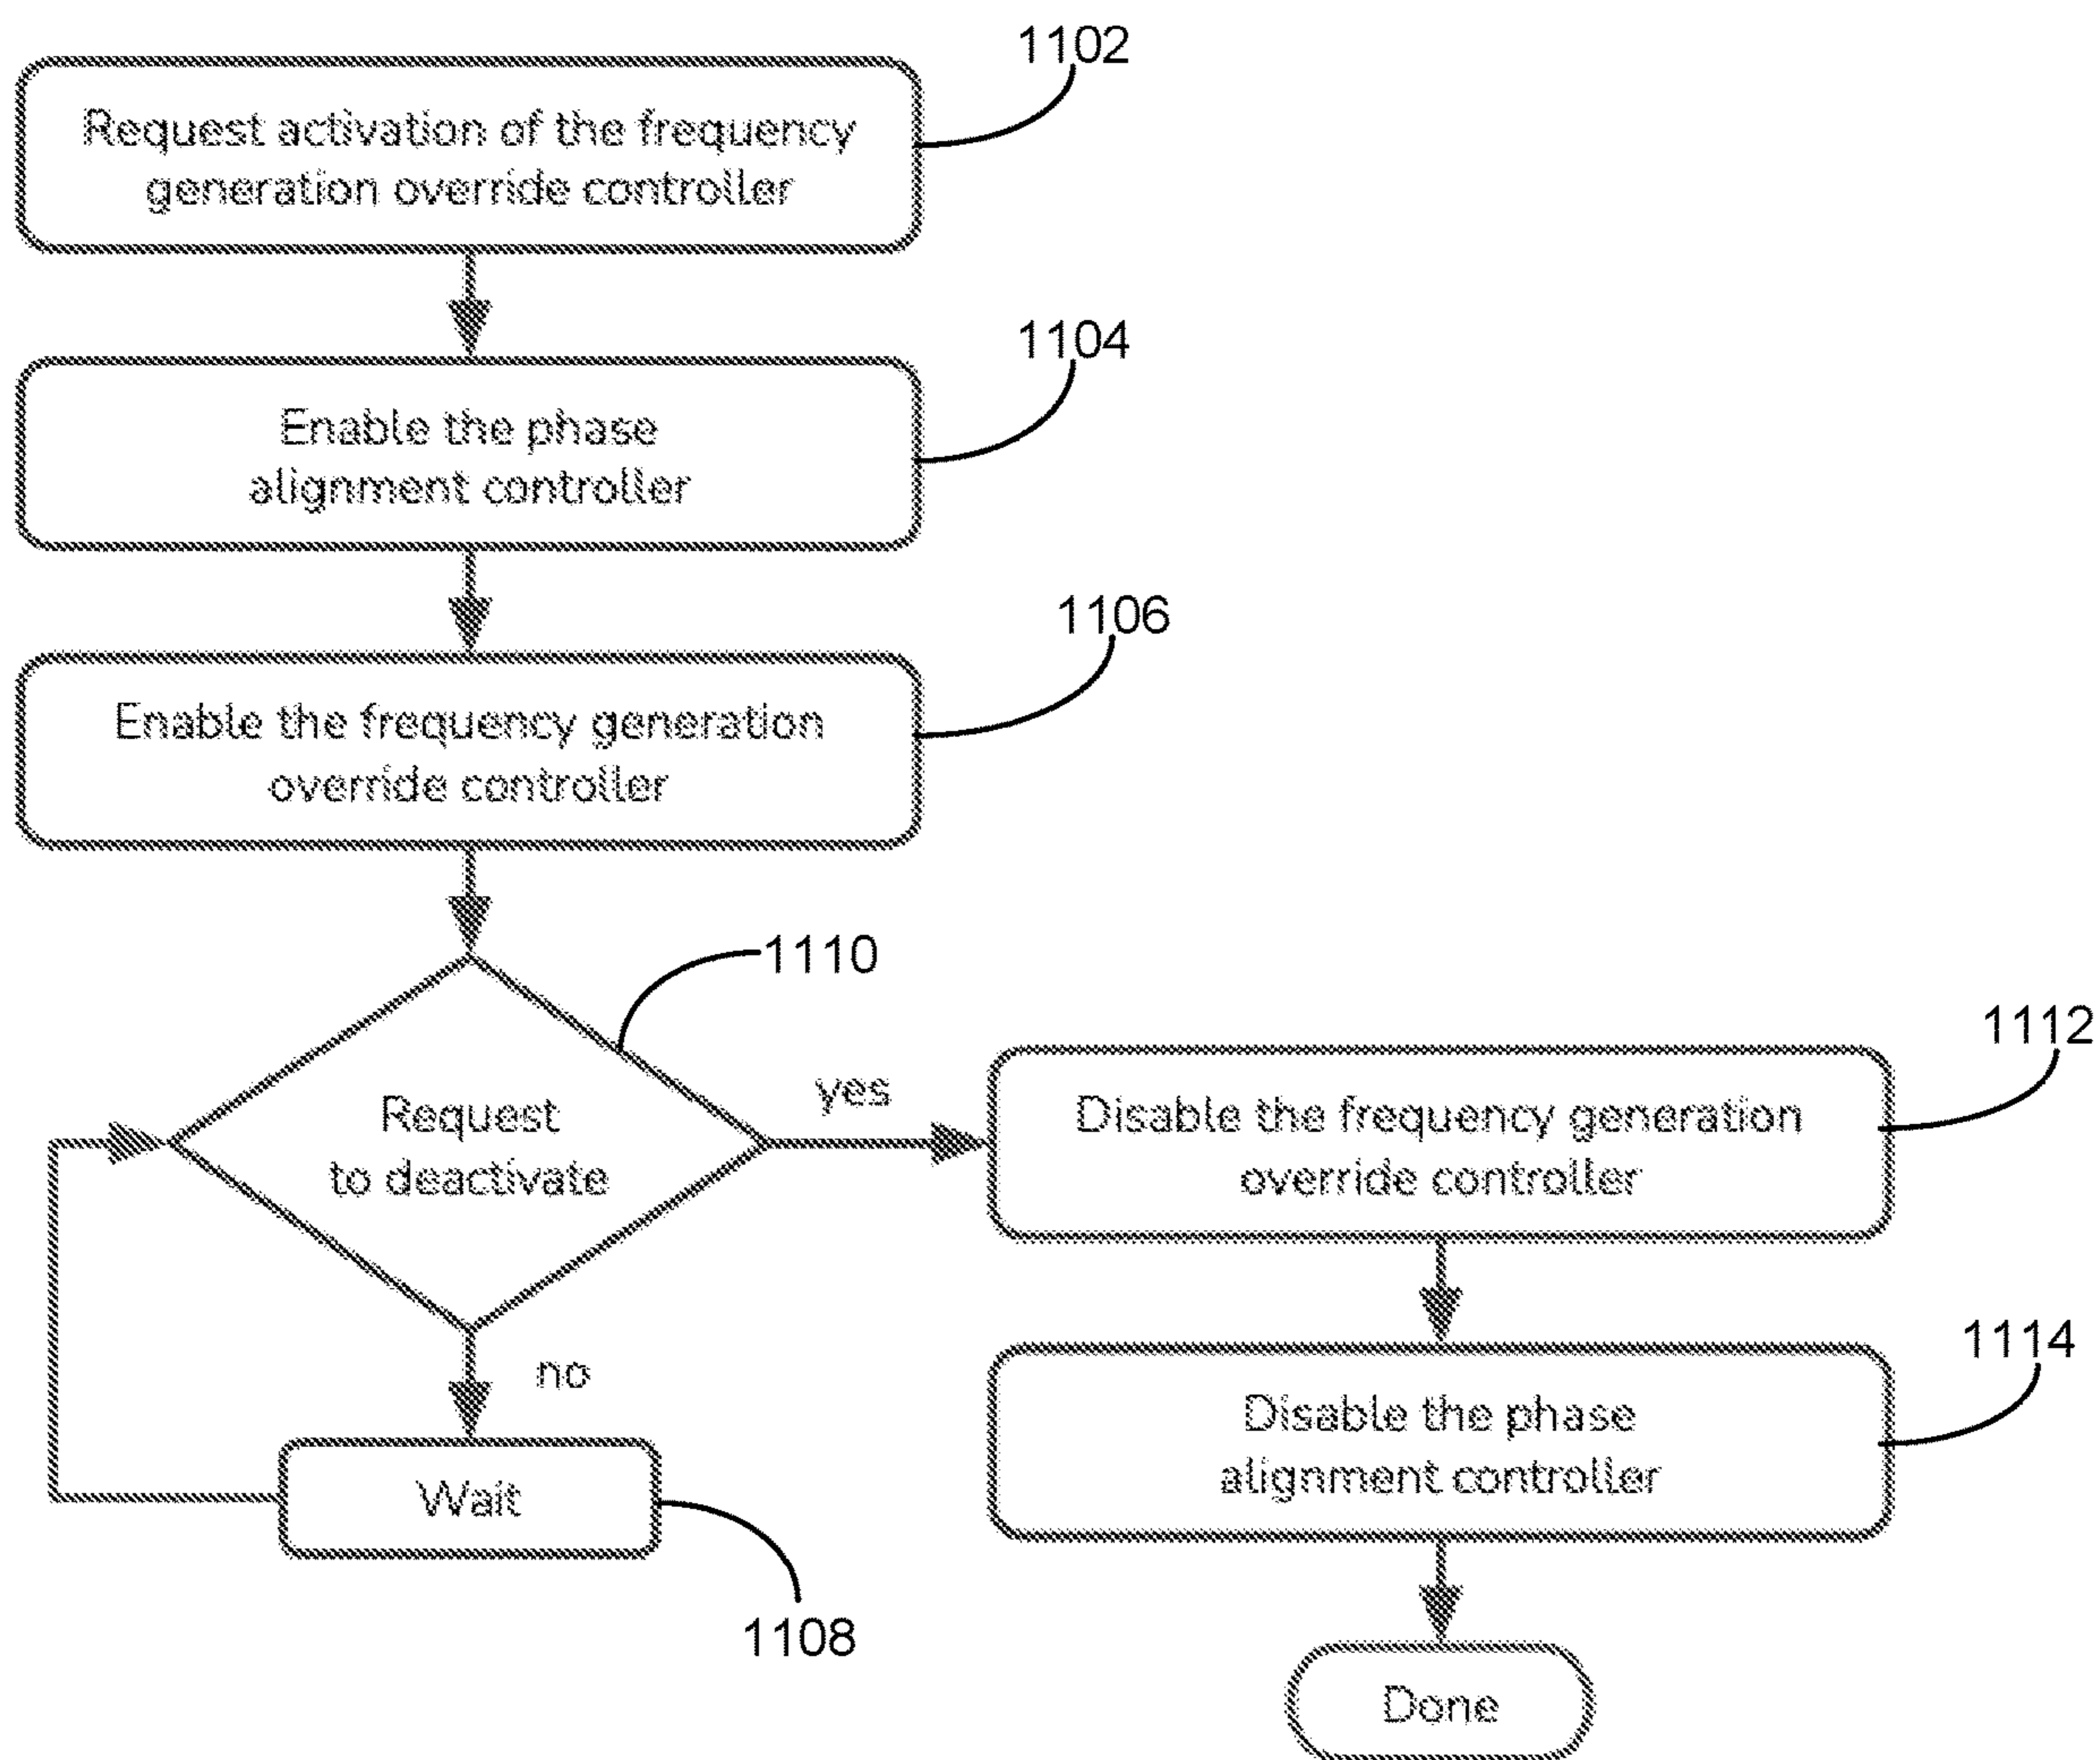 1102
Request activation of the frequency
generation override controller
1104
Enable the phase
alignment controller
1106
Enable the frequency generation
override controller
1110
Request
to deactivate
yes
1112
Disable the frequency generation
override controller
no
1114
Disable the phase
alignment controller
Wait
1108
Done